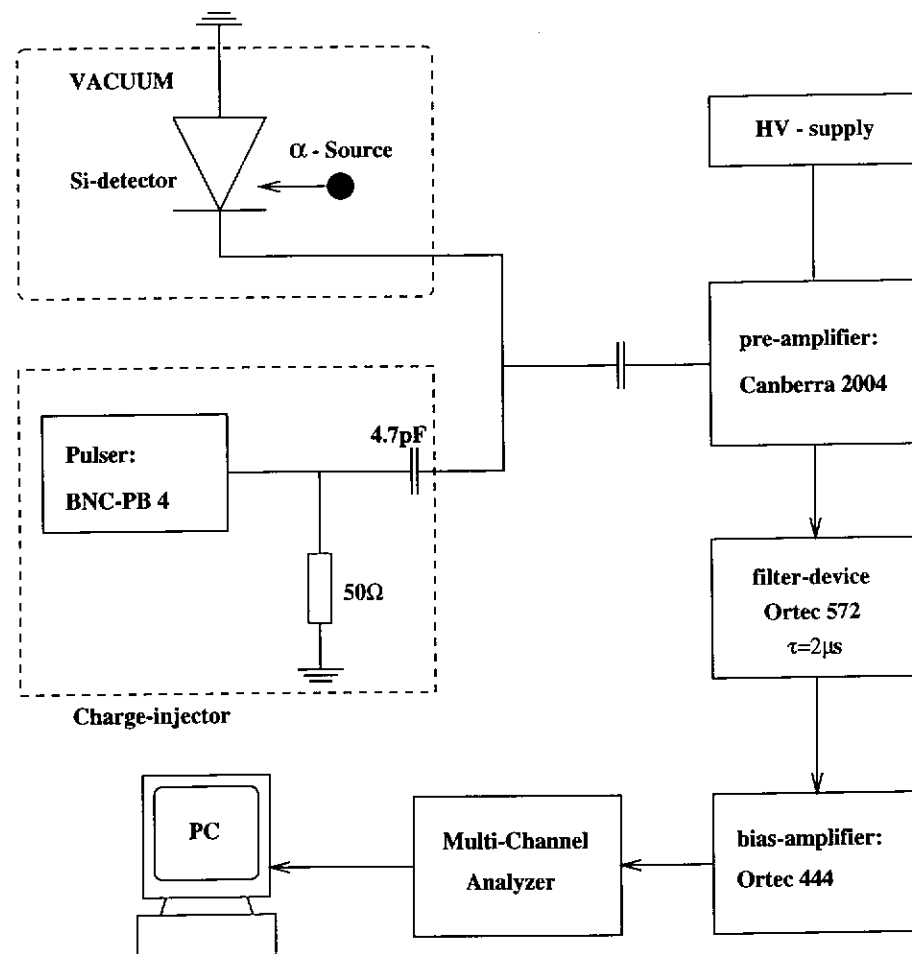 VACUUM
α - Source
Si-detector
HV - supply
pre-amplifier:
Canberra 2004
4.7pF
Pulser:
BNC-PB 4
50Ω
filter-device
Ortec 572
τ=2μs
Charge-injector
PC
Multi-Channel
Analyzer
bias-amplifier:
Ortec 444